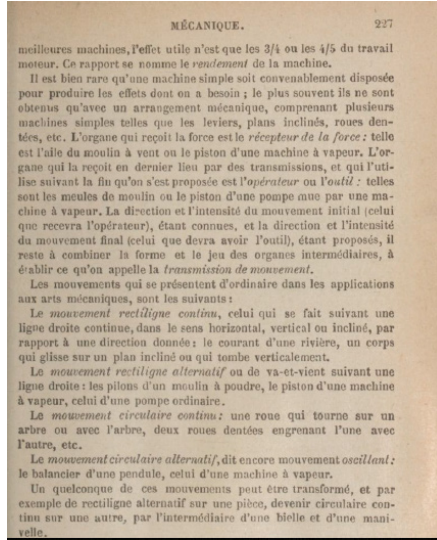 MÉCANIQUE. 227
meilleures machines, l'effet utile n'est que les 3/4 ou les 4/5 du travail
moteur. Ce rapport se nomme le rendement de la machine.
Il est bien rare qu'une machine simple soit convenablement disposée
pour produire les effets dont on a besoin ; le plus souvent ils ne sont
obtenus qu'avec un arrangement mécanique, comprenant plusieurs
machines simples telles que les leviers, plans inclinés, roues den-
tées, etc. L'organe qui reçoit la force est le récepteur de la force : telle
est l'aile du moulin à vent ou le piston d'une machine à vapeur. L'or-
gane qui la reçoit en dernier lieu par des transmissions, et qui l'uti-
lise suivant la fin qu'on s'est proposée est l'opérateur ou l'outil : telles
sont les meules de moulin ou le piston d'une pompe mue par une ma-
chine à vapeur. La direction et l'intensité du mouvement initial (celui
que recevra l'opérateur), étant connues, et la direction et l'intensité
du mouvement final (celui que devra avoir l'outil), étant proposés, il
reste à combiner la forme et le jeu des organes intermédiaires, à
établir ce qu'on appelle la transmission de mouvement.
Les mouvements qui se présentent d'ordinaire dans les applications
aux arts mécaniques, sont les suivants :
Le mouvement rectiligne continu, celui qui se fait suivant une
ligne droite continue, dans le sens horizontal, vertical ou incliné, par
rapport à une direction donnée : le courant d'une rivière, un corps
qui glisse sur un plan incliné ou qui tombe verticalement.
Le mouvement rectiligne alternatif ou de va-et-vient suivant une
ligne droite : les pilons d'un moulin à poudre, le piston d'une machine
à vapeur, celui d'une pompe ordinaire.
Le mouvement circulaire continu : une roue qui tourne sur un
arbre ou avec l'arbre, deux roues dentées engrenant l'une avec
l'autre, etc.
Le mouvement circulaire alternatif, dit encore mouvement oscillant :
le balancier d'une pendule, celui d'une machine à vapeur.
Un quelconque de ces mouvements peut être transformé, et par
exemple de rectiligne alternatif sur une pièce, devenir circulaire con-
tinu sur une autre, par l'intermédiaire d'une bielle et d'une mani-
velle.